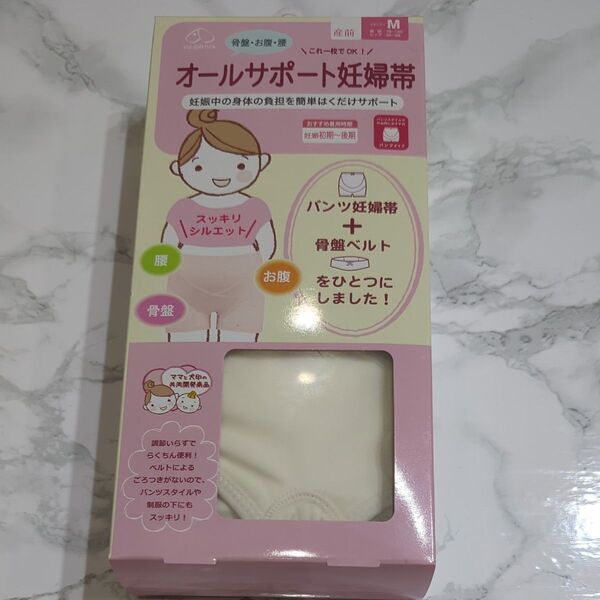 産前
M
骨盤・お腹・腰
これ一枚でOK!
オールサポート妊婦帯
妊娠中の身体の負担を簡単はくだけサポート
おすすめ着用時期
妊娠初期~後期
パンツタイプ
スッキリ
シルエット
パンツ妊婦帯
+
骨盤ベルト
をひとつに
しました!
腰
お腹
骨盤
ママと犬印の
共同開発商品
調節いらずで
らくちん便利!
ベルトによる
ごろつきがないので、
パンツスタイルや
制服の下にも
スッキリ!